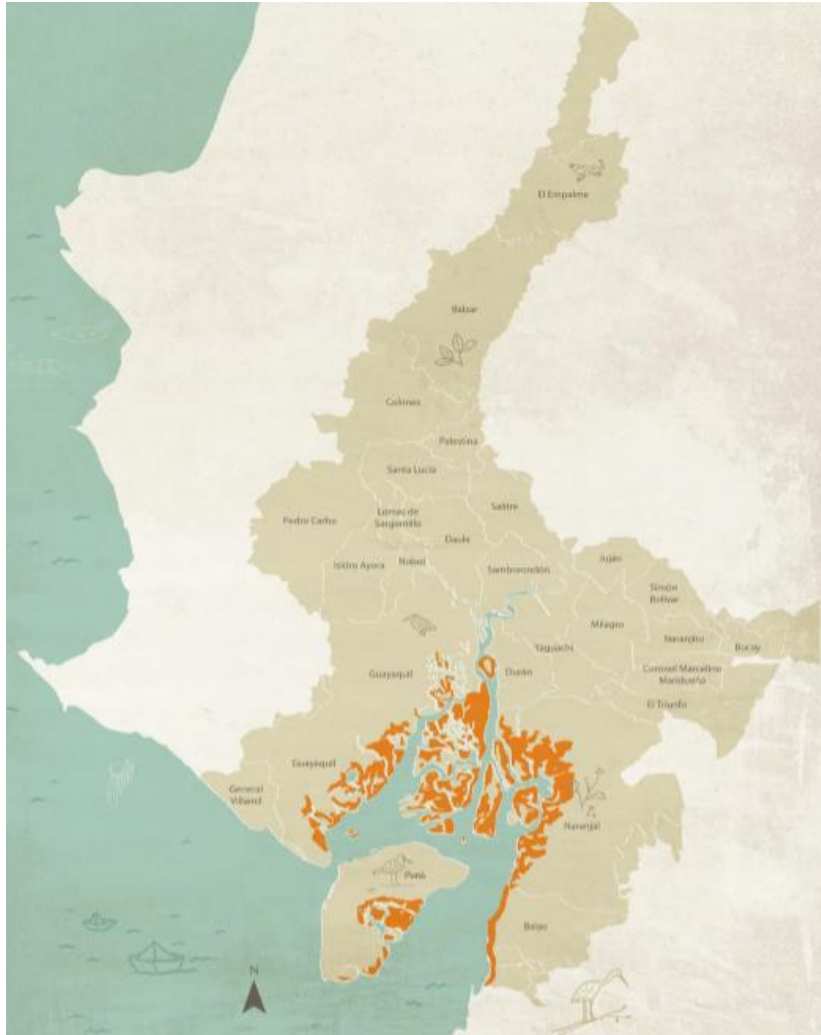 El Empalme
Balzar
Colimes
Palestina
Santa Lucía
Salitre
Pedro Carbo
Lomas de
Sargentillo
Daule
Isidro Ayora
Nobol
Samborondón
Juján
Simón
Bolívar
Milagro
Naranjito
Bucay
Yaguachi
Guayaquil
Durán
Coronel Marcelino
Maridueña
El Triunfo
Guayaquil
General
Villamil
Naranjal
Puná
Balao
N